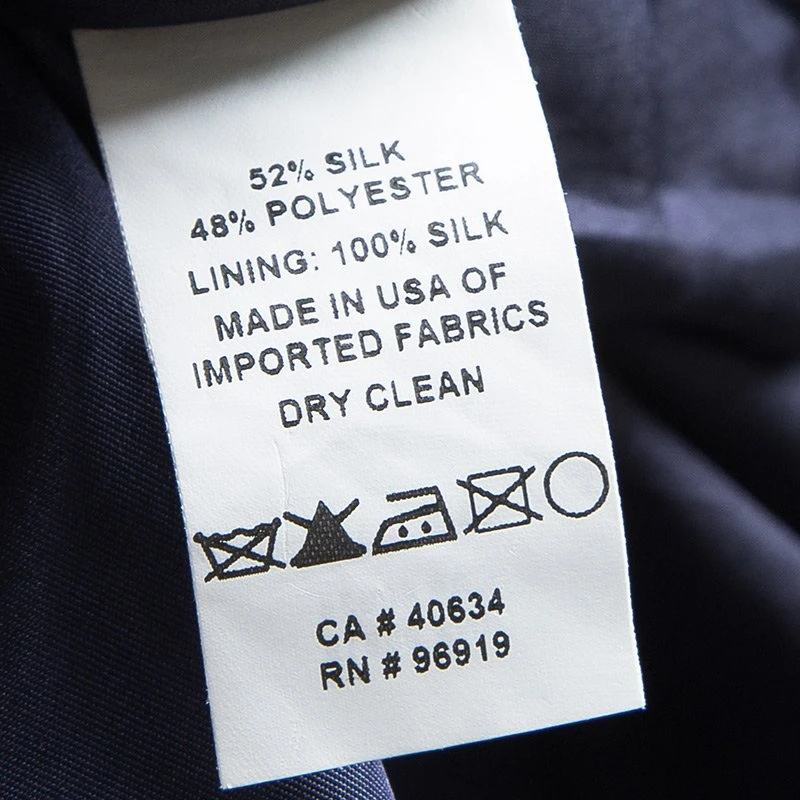 52% SILK
48% POLYESTER
LINING: 100% SILK
MADE IN USA OF
IMPORTED FABRICS
DRY CLEAN
CA # 40634
RN # 96919